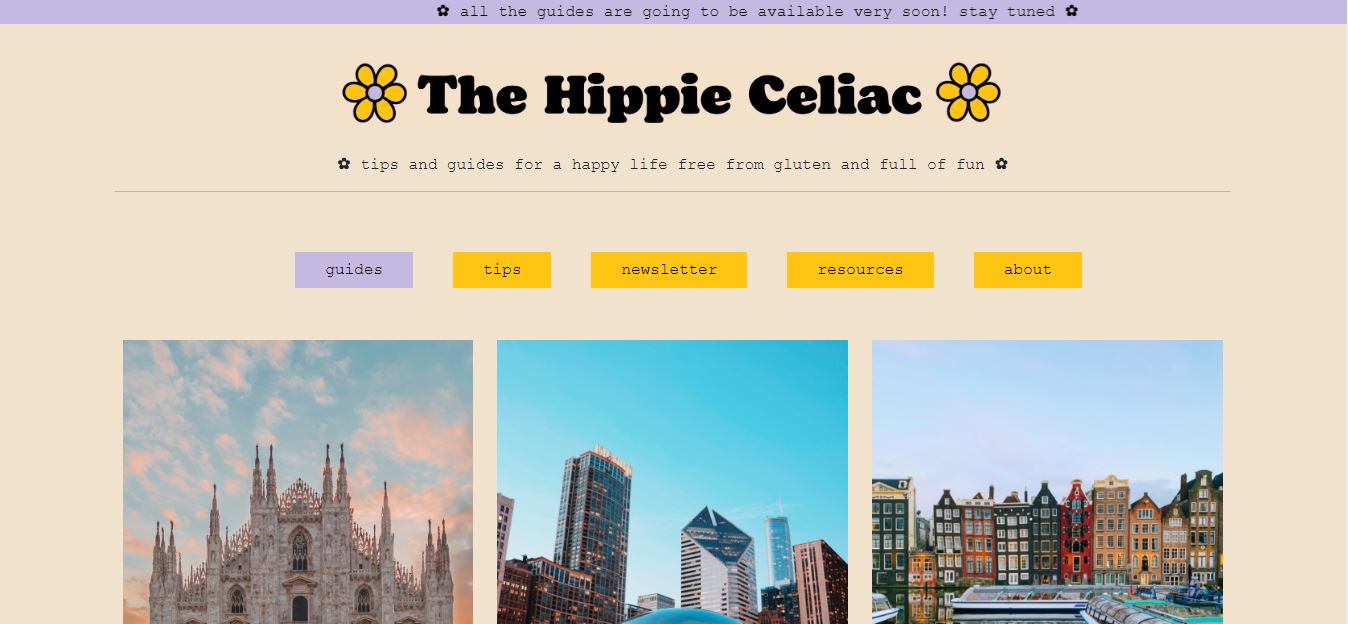 ✿ all the guides are going to be available very soon! stay tuned ✿
The Hippie Celiac
✿ tips and guides for a happy life free from gluten and full of fun ✿
guides tips newsletter resources about